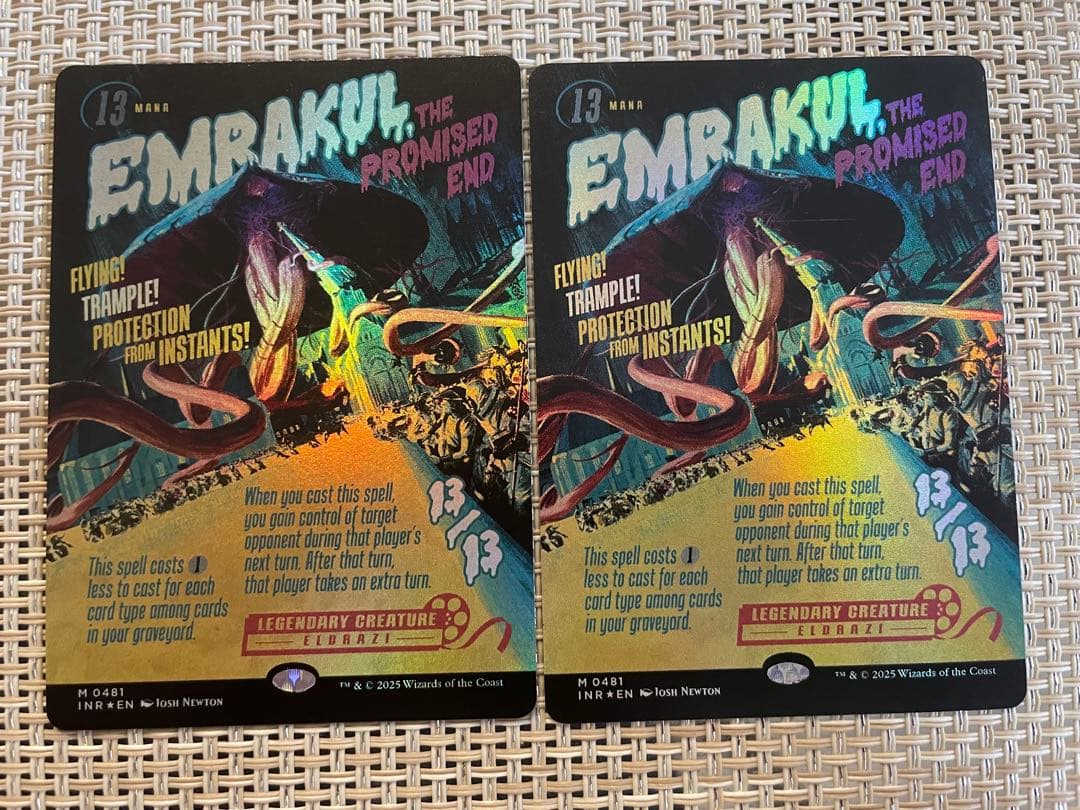 13 MANA
EMRAKUL, THE
PROMISED
END
FLYING!
TRAMPLE!
PROTECTION
FROM INSTANTS!
This spell costs 1
less to cast for each
card type among cards
in your graveyard.
When you cast this spell,
you gain control of target
opponent during that player's
next turn. After that turn,
that player takes an extra turn.
13/13
LEGENDARY CREATURE
ELDRAZI
M 0481
INR★EN Josh Newton
™ & © 2025 Wizards of the Coast
13 MANA
EMRAKUL, THE
PROMISED
END
FLYING!
TRAMPLE!
PROTECTION
FROM INSTANTS!
This spell costs 1
less to cast for each
card type among cards
in your graveyard.
When you cast this spell,
you gain control of target
opponent during that player's
next turn. After that turn,
that player takes an extra turn.
13/13
LEGENDARY CREATURE
ELDRAZI
M 0481
INR★EN Josh Newton
™ & © 2025 Wizards of the Coast